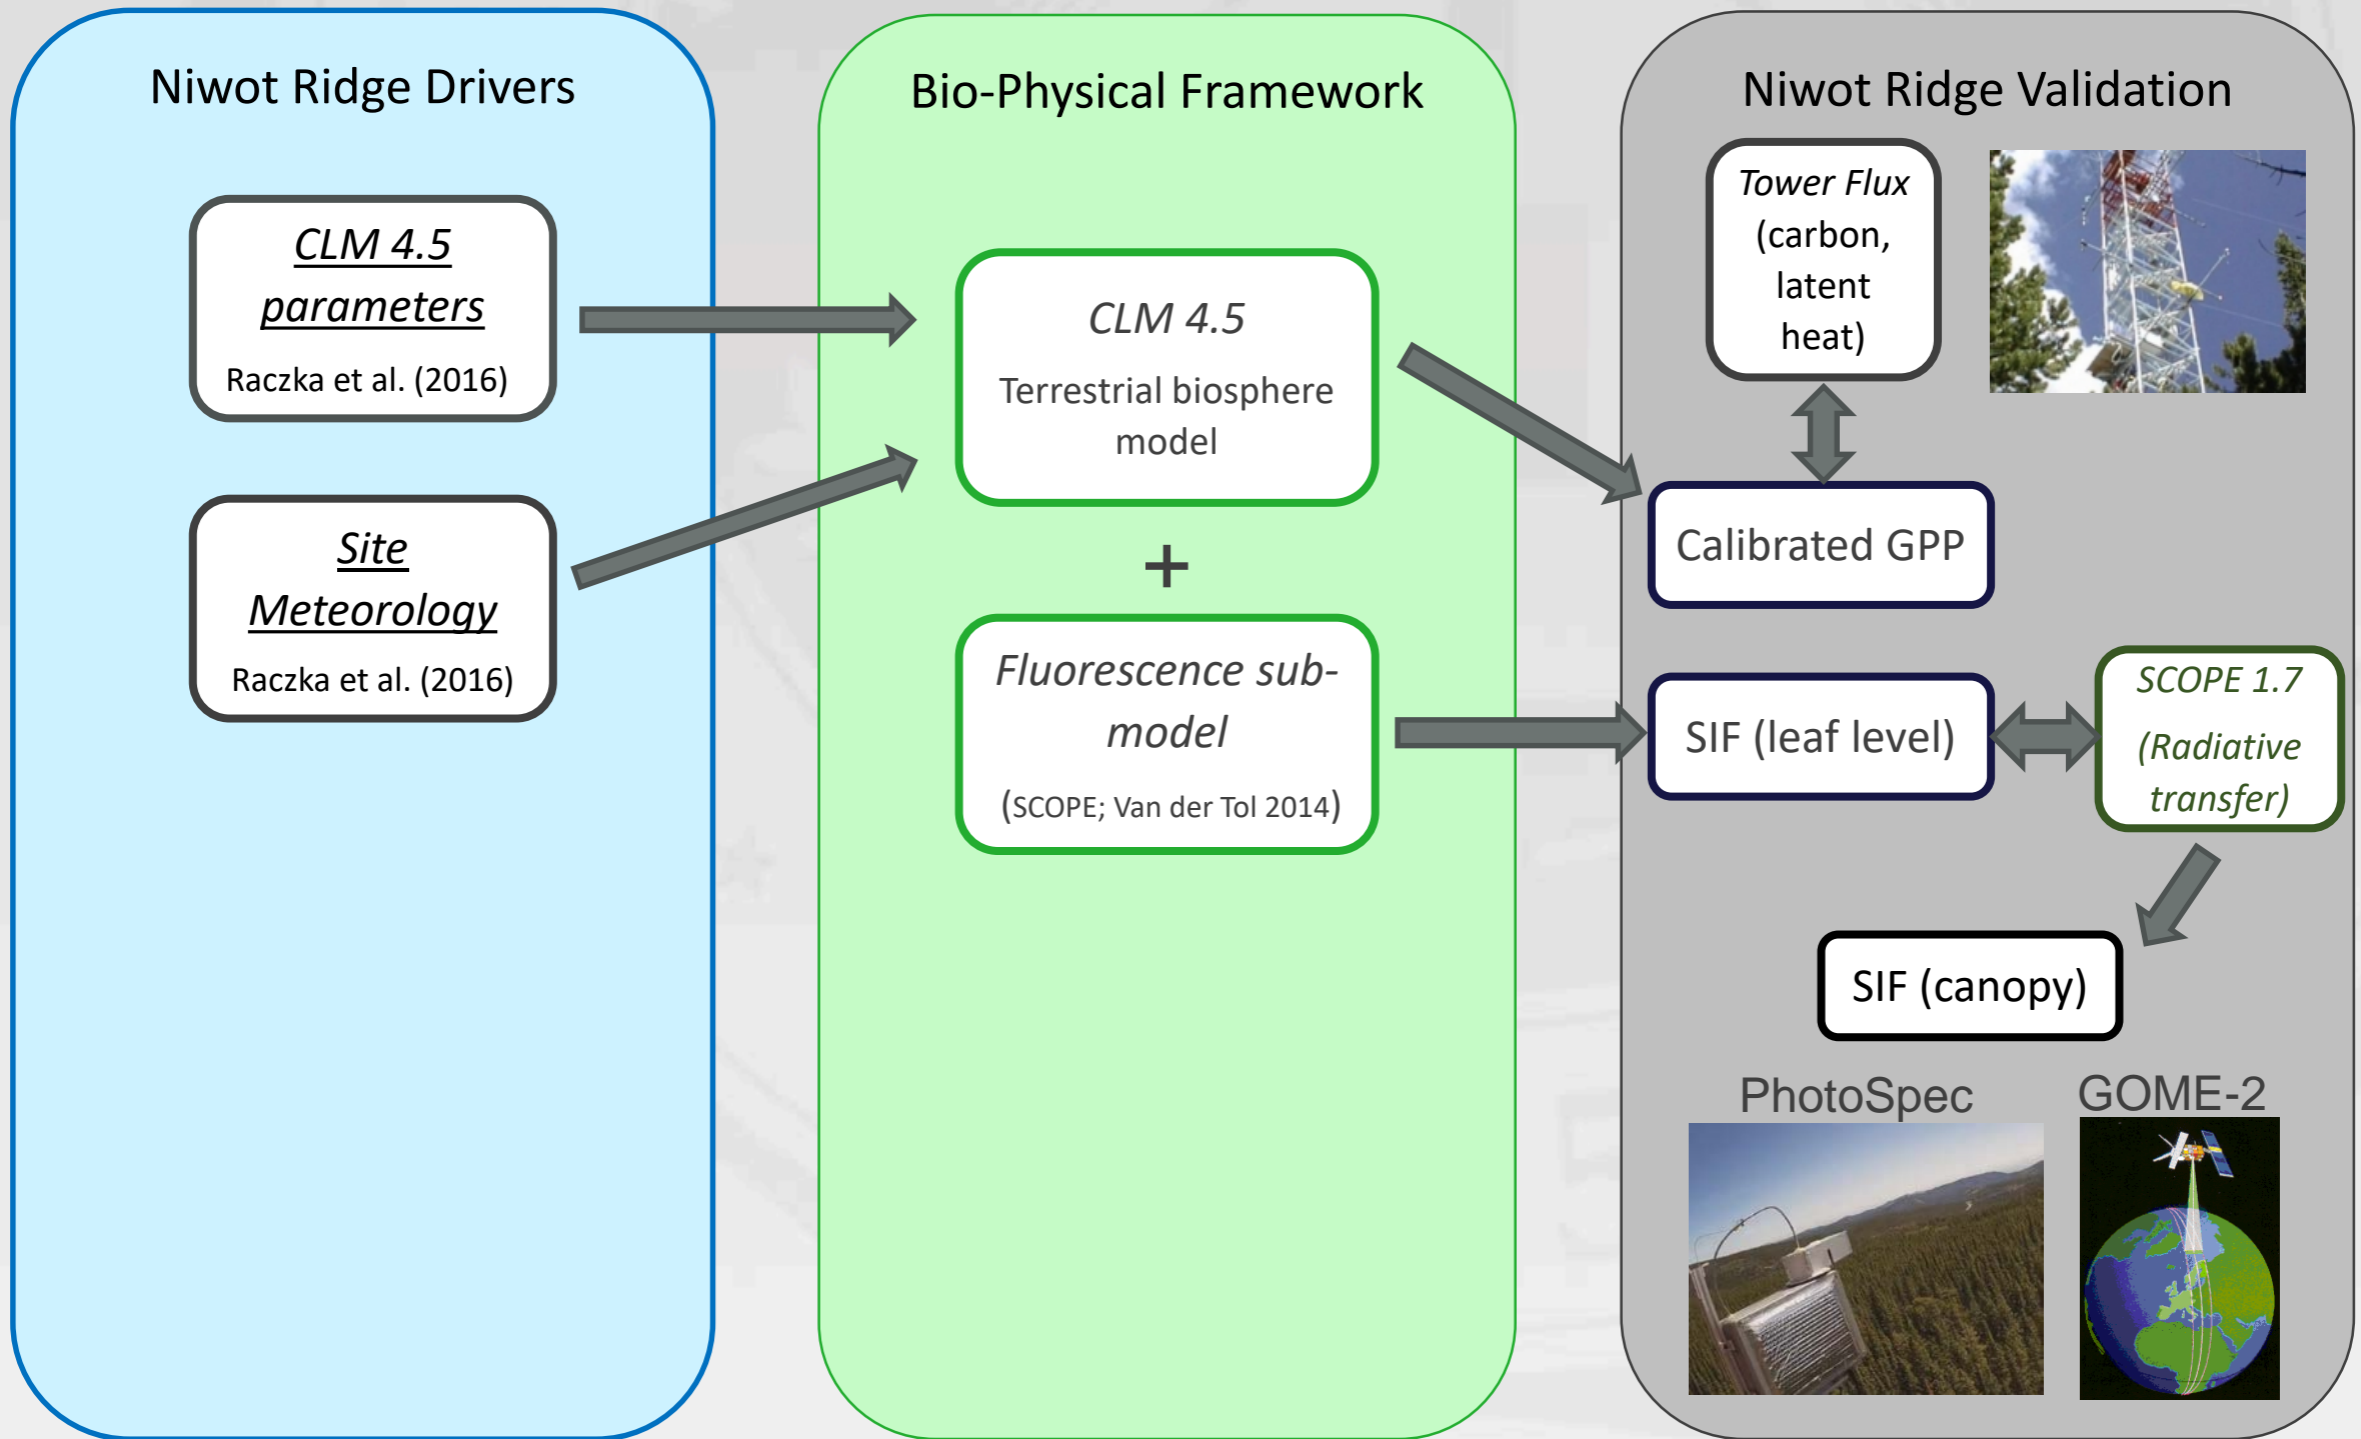 Niwot Ridge Drivers
CLM 4.5
parameters
Raczka et al. (2016)
Site
Meteorology
Raczka et al. (2016)
Bio-Physical Framework
CLM 4.5
Terrestrial biosphere
model
+
Fluorescence sub-
model
(SCOPE; Van der Tol 2014)
Niwot Ridge Validation
Tower Flux
(carbon,
latent
heat)
Calibrated GPP
SIF (leaf level)
SCOPE 1.7
(Radiative
transfer)
SIF (canopy)
PhotoSpec
GOME-2